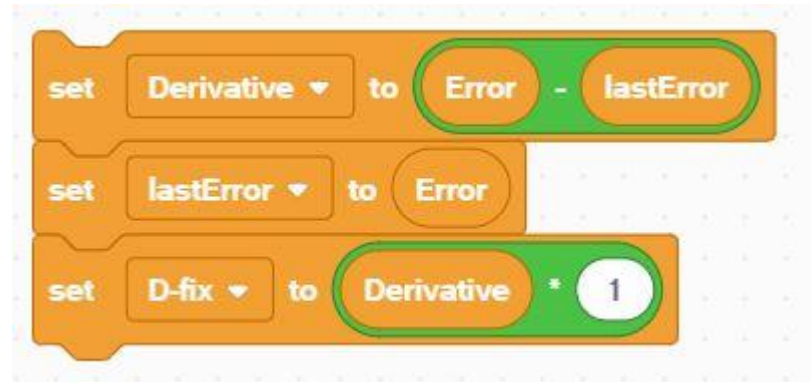 set Derivative to Error - lastError
set lastError to Error
set D-fix to Derivative * 1